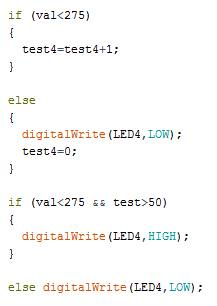 if (val<275)
{
  test4=test4+1;
}

else
{
  digitalWrite(LED4,LOW);
  test4=0;
}

if (val<275 && test>50)
{
  digitalWrite(LED4,HIGH);
}

else digitalWrite(LED4,LOW);